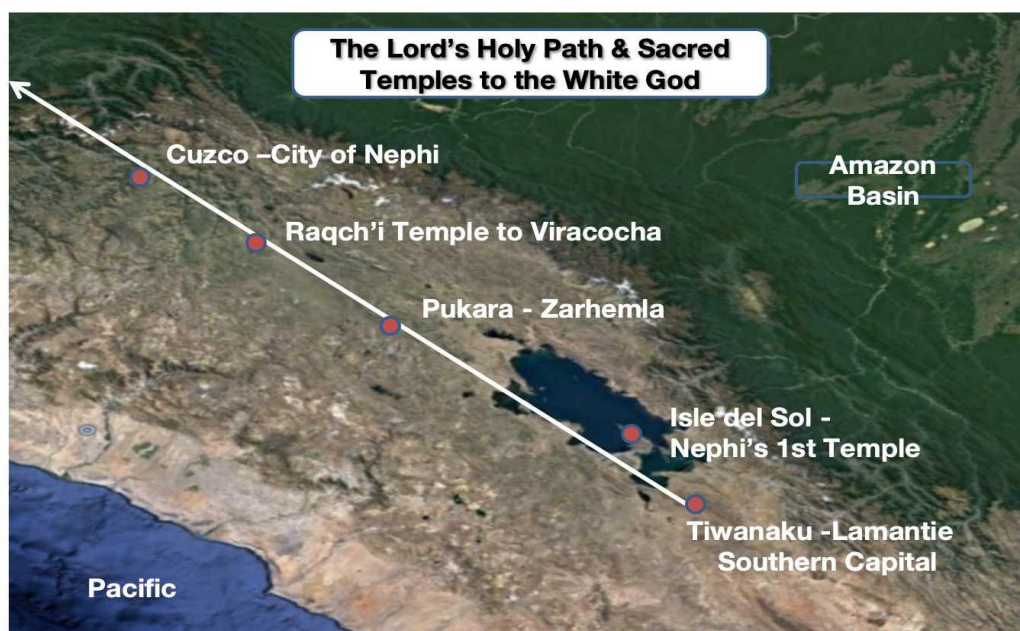 The Lord's Holy Path & Sacred
Temples to the White God
Cuzco –City of Nephi
Amazon
Basin
Raqch'i Temple to Viracocha
Pukara - Zarhemla
Isle del Sol -
Nephi's 1st Temple
Tiwanaku -Lamantie
Southern Capital
Pacific